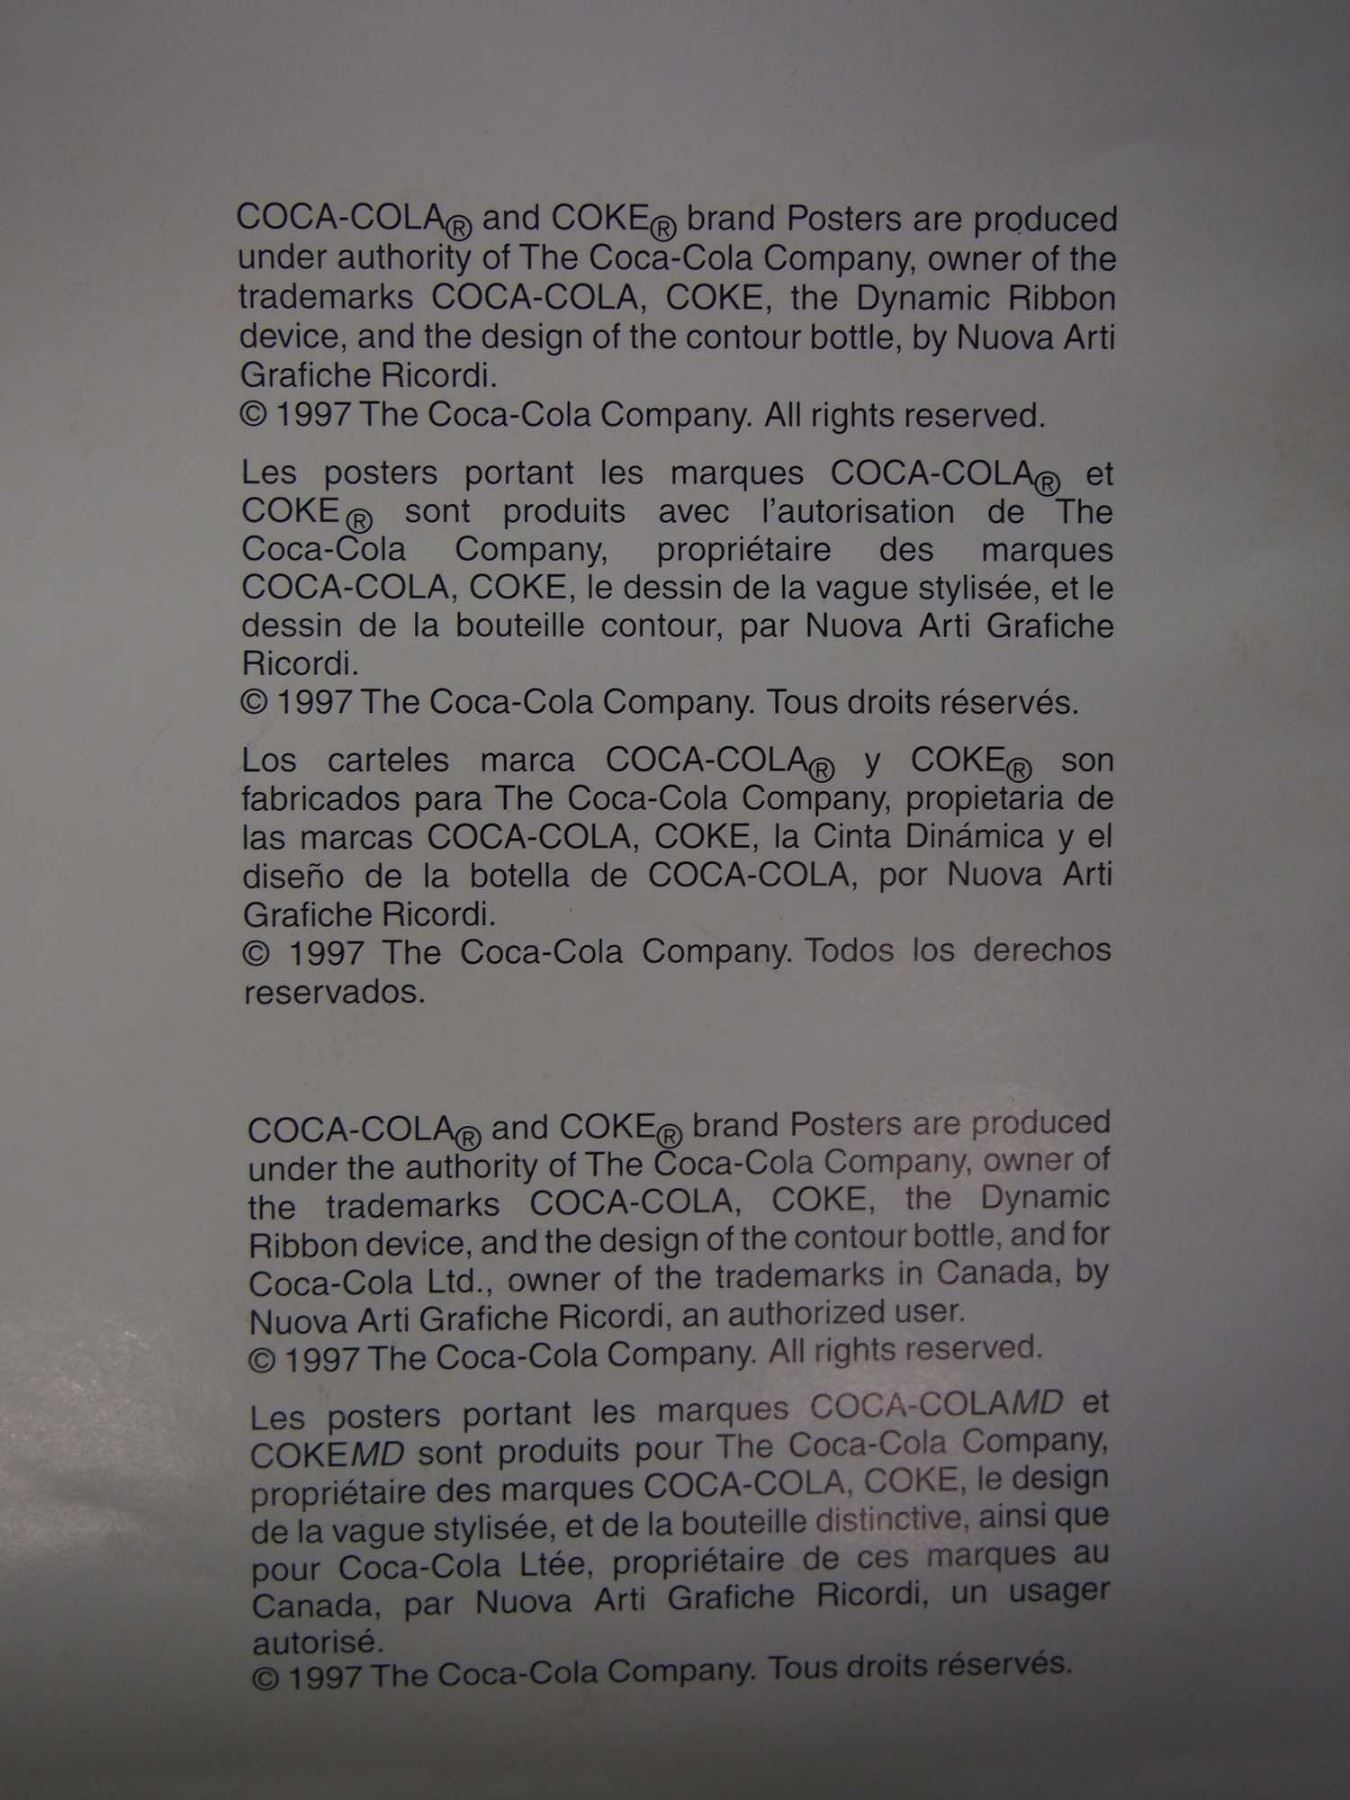 COCA-COLA® and COKE® brand Posters are produced
under authority of The Coca-Cola Company, owner of the
trademarks COCA-COLA, COKE, the Dynamic Ribbon
device, and the design of the contour bottle, by Nuova Arti
Grafiche Ricordi.
© 1997 The Coca-Cola Company. All rights reserved.
Les posters portant les marques COCA-COLA® et
COKE® sont produits avec l'autorisation de The
Coca-Cola Company, propriétaire des marques
COCA-COLA, COKE, le dessin de la vague stylisée, et le
dessin de la bouteille contour, par Nuova Arti Grafiche
Ricordi.
© 1997 The Coca-Cola Company. Tous droits réservés.
Los carteles marca COCA-COLA® y COKE® son
fabricados para The Coca-Cola Company, propietaria de
las marcas COCA-COLA, COKE, la Cinta Dinámica y el
diseño de la botella de COCA-COLA, por Nuova Arti
Grafiche Ricordi.
© 1997 The Coca-Cola Company. Todos los derechos
reservados.
COCA-COLA® and COKE® brand Posters are produced
under the authority of The Coca-Cola Company, owner of
the trademarks COCA-COLA, COKE, the Dynamic
Ribbon device, and the design of the contour bottle, and for
Coca-Cola Ltd., owner of the trademarks in Canada, by
Nuova Arti Grafiche Ricordi, an authorized user.
© 1997 The Coca-Cola Company. All rights reserved.
Les posters portant les marques COCA-COLAMD et
COKEMD sont produits pour The Coca-Cola Company,
propriétaire des marques COCA-COLA, COKE, le design
de la vague stylisée, et de la bouteille distinctive, ainsi que
pour Coca-Cola Ltée, propriétaire de ces marques au
Canada, par Nuova Arti Grafiche Ricordi, un usager
autorisé.
© 1997 The Coca-Cola Company. Tous droits réservés.